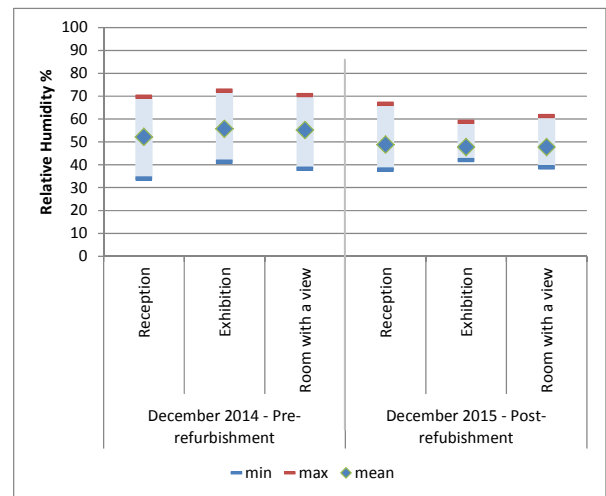 Relative Humidity %
100
90
80
70
60
50
40
30
20
10
0
Reception
Exhibition
Room with a view
Reception
Exhibition
Room with a view
December 2014 - Pre-
refurbishment
December 2015 - Post-
refubishment
min max mean